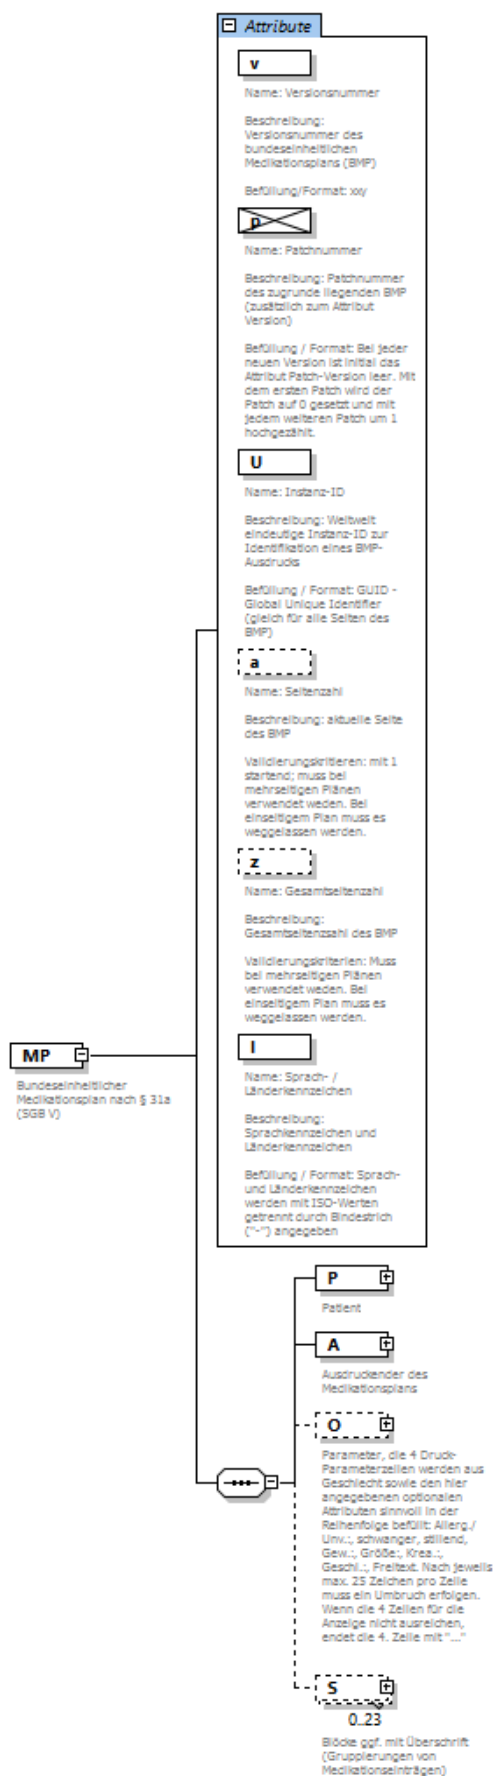 Attribute
v
Name: Versionsnummer
Beschreibung:
Versionsnummer des
bundeseinheitlichen
Medikationsplans (BMP)
Befüllung/Format: xxy
p
Name: Patchnummer
Beschreibung: Patchnummer
des zugrunde liegenden BMP
(zusätzlich zum Attribut
Version)
Befüllung / Format: Bei jeder
neuen Version ist initial das
Attribut Patch-Version leer. Mit
dem ersten Patch wird der
Patch auf 0 gesetzt und mit
jedem weiteren Patch um 1
hochgezählt.
U
Name: Instanz-ID
Beschreibung: Weltweit
eindeutige Instanz-ID zur
Identifikation eines BMP-
Ausdrucks
Befüllung / Format: GUID -
Global Unique Identifier
(gleich für alle Seiten des
BMP)
a
Name: Seitenzahl
Beschreibung: aktuelle Seite
des BMP
Validierungskritieren: mit 1
startend; muss bei
mehrseitigen Plänen
verwendet weden. Bei
einseitigem Plan muss es
weggelassen werden.
z
Name: Gesamtseitenzahl
Beschreibung:
Gesamtseitenzsahl des BMP
Validierungskriterien: Muss
bei mehrseitigen Plänen
verwendet weden. Bei
einseitigem Plan muss es
weggelassen werden.
l
Name: Sprach- /
Länderkennzeichen
Beschreibung:
Sprachkennzeichen und
Länderkennzeichen
Befüllung / Format: Sprach-
und Länderkennzeichen
werden mit ISO-Werten
getrennt durch Bindestrich
("-") angegeben
MP
Bundeseinheitlicher
Medikationsplan nach § 31a
(SGB V)
P
Patient
A
Ausdruckender des
Medikationsplans
O
Parameter, die 4 Druck-
Parameterzeilen werden aus
Geschlecht sowie den hier
angegebenen optionalen
Attributen sinnvoll in der
Reihenfolge befüllt: Allerg./
Unv.:, schwanger, stillend,
Gew.:, Größe:, Krea.:,
Geschl.:, Freitext. Nach jeweils
max. 25 Zeichen pro Zeile
muss ein Umbruch erfolgen.
Wenn die 4 Zeilen für die
Anzeige nicht ausreichen,
endet die 4. Zeile mit "..."
S
0..23
Blöcke ggf. mit Überschrift
(Gruppierungen von
Medikationseinträgen)